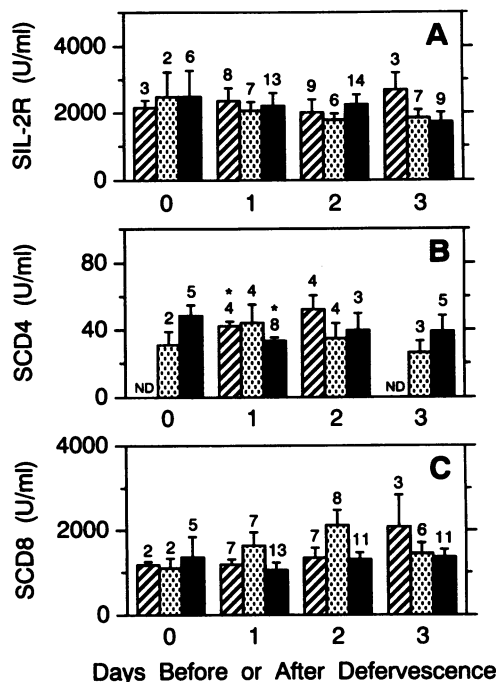 A
SIL-2R (U/ml)
4000
2000
0
3 2 6 8 7 13 9 6 14 3 7 9
0 1 2 3
B
SCD4 (U/ml)
80
40
0
ND 2 5 * 4 4 * 8 4 4 3 ND 3 5
0 1 2 3
C
SCD8 (U/ml)
4000
2000
0
2 2 5 7 7 13 7 8 11 3 6 11
0 1 2 3
Days Before or After Defervescence